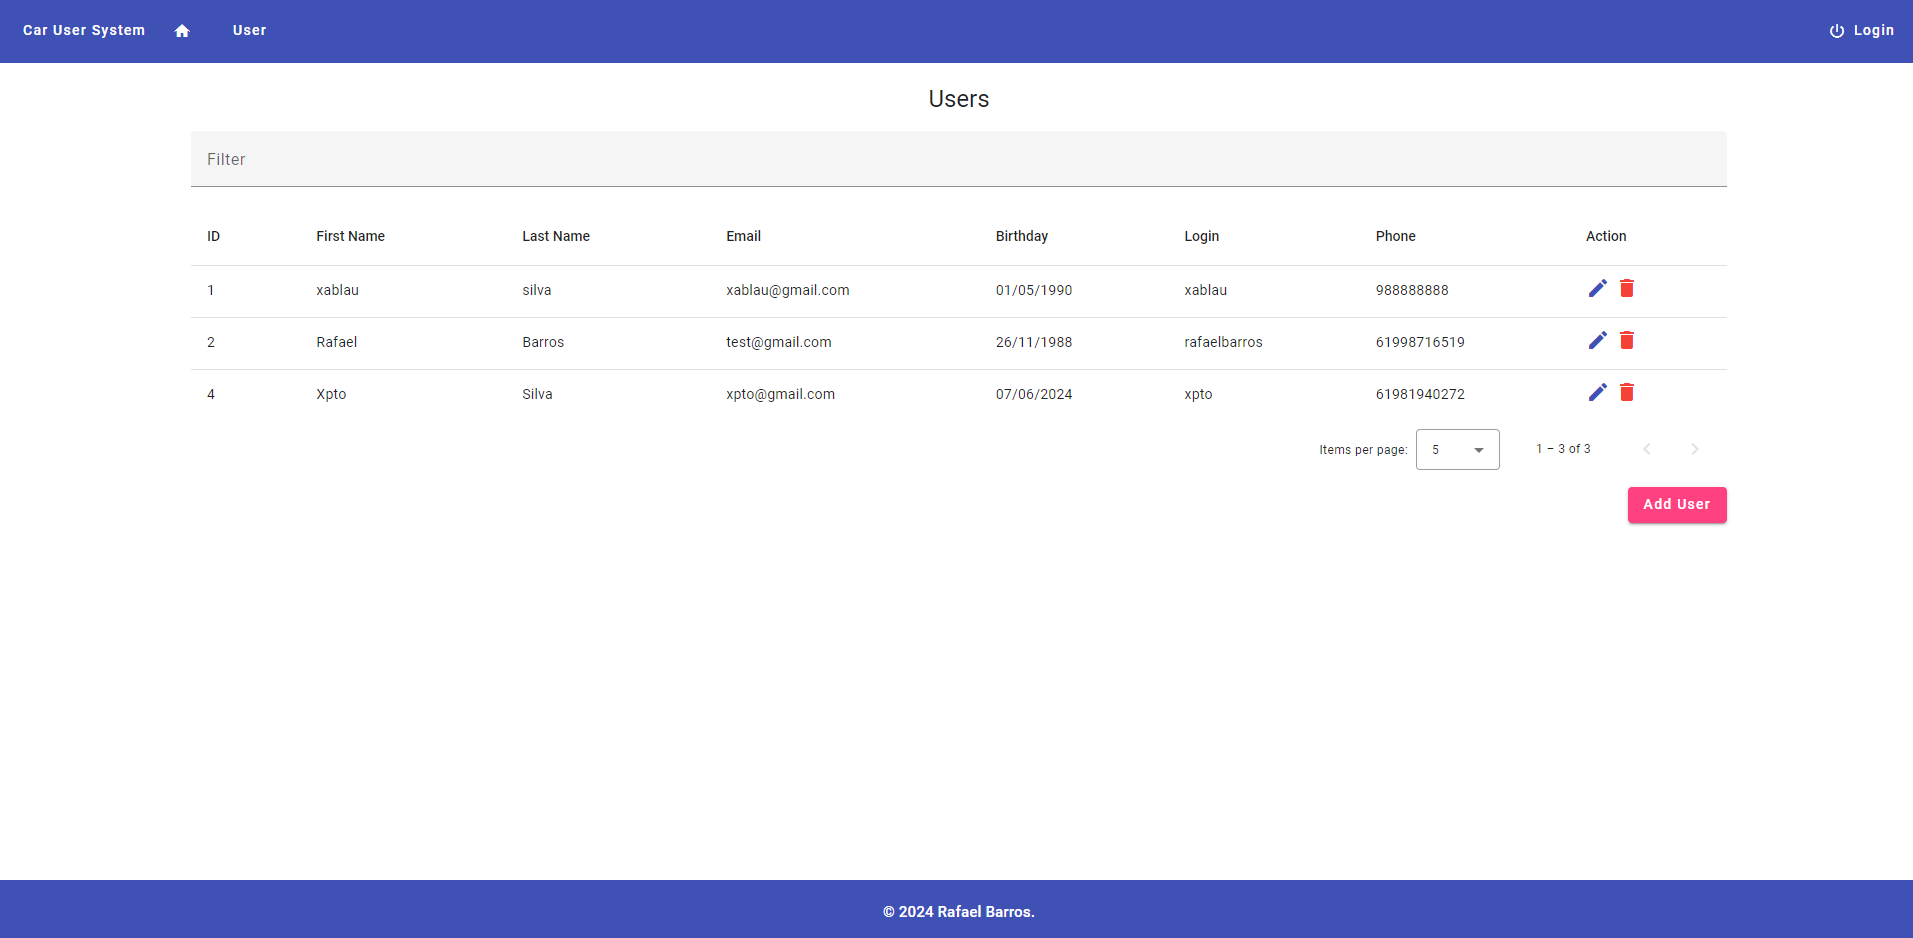 Car User System User Login
Users
Filter
ID First Name Last Name Email Birthday Login Phone Action
1 xablau silva xablau@gmail.com 01/05/1990 xablau 988888888
2 Rafael Barros test@gmail.com 26/11/1988 rafaelbarros 61998716519
4 Xpto Silva xpto@gmail.com 07/06/2024 xpto 61981940272
Items per page: 5 1 – 3 of 3
Add User
© 2024 Rafael Barros.